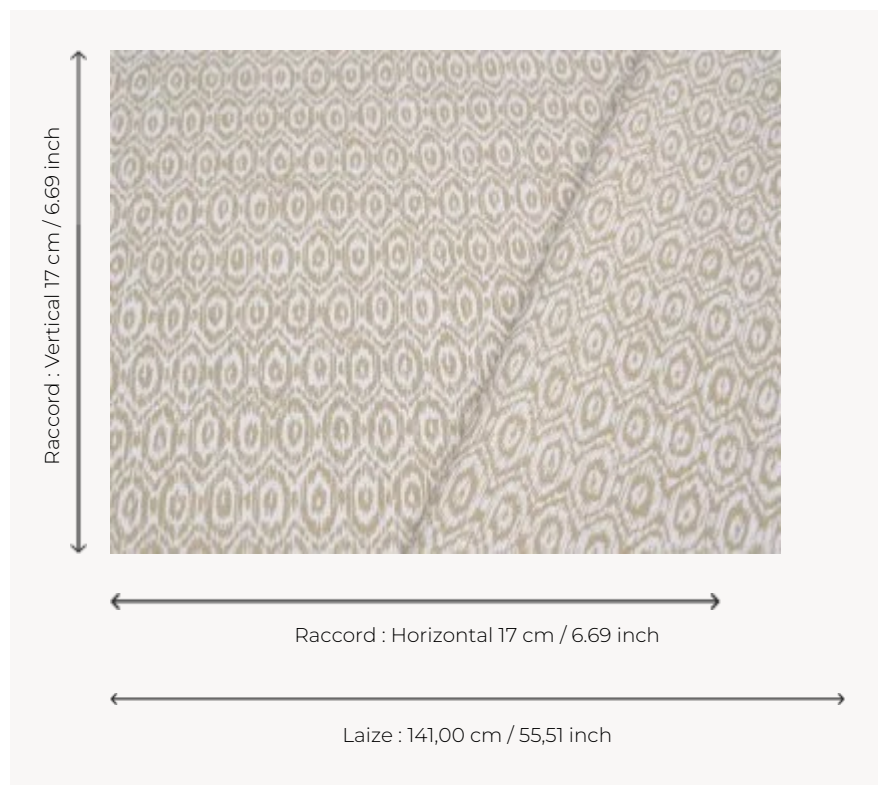 Raccord : Vertical 17 cm / 6.69 inch
Raccord : Horizontal 17 cm / 6.69 inch
Laize : 141,00 cm / 55,51 inch